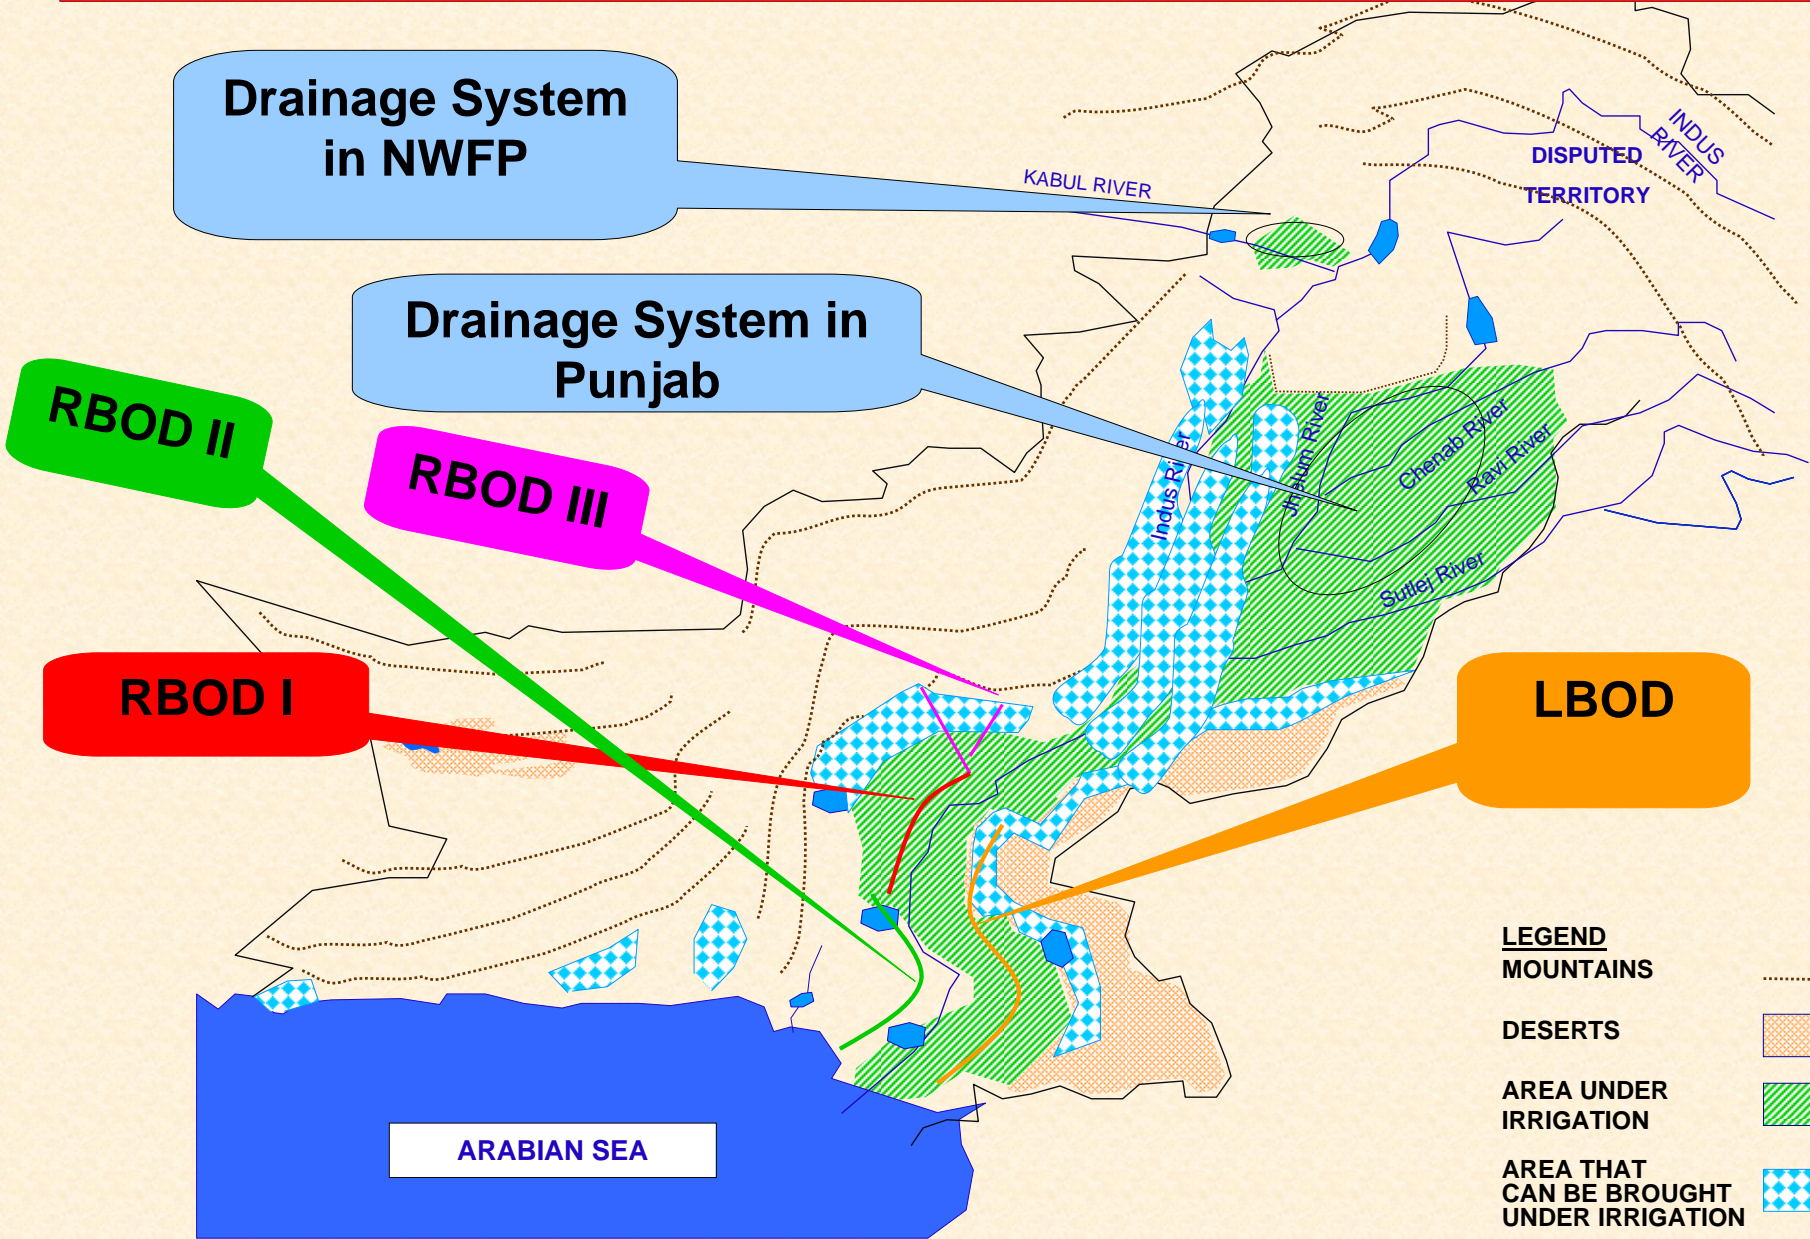 Drainage System
in NWFP
KABUL RIVER
INDUS
RIVER
DISPUTED
TERRITORY
Drainage System in
Punjab
RBOD II
RBOD III
Indus River
Jhelum River
Chenab River
Ravi River
Sutlej River
RBOD I
LBOD
ARABIAN SEA
LEGEND
MOUNTAINS
DESERTS
AREA UNDER
IRRIGATION
AREA THAT
CAN BE BROUGHT
UNDER IRRIGATION